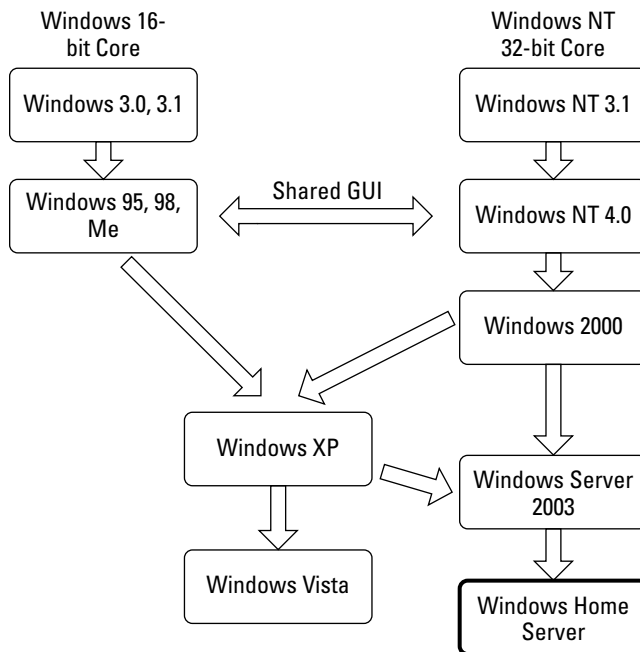 Windows 16-
bit Core
Windows NT
32-bit Core
Windows 3.0, 3.1
Windows NT 3.1
Windows 95, 98,
Me
Shared GUI
Windows NT 4.0
Windows 2000
Windows XP
Windows Server
2003
Windows Vista
Windows Home
Server